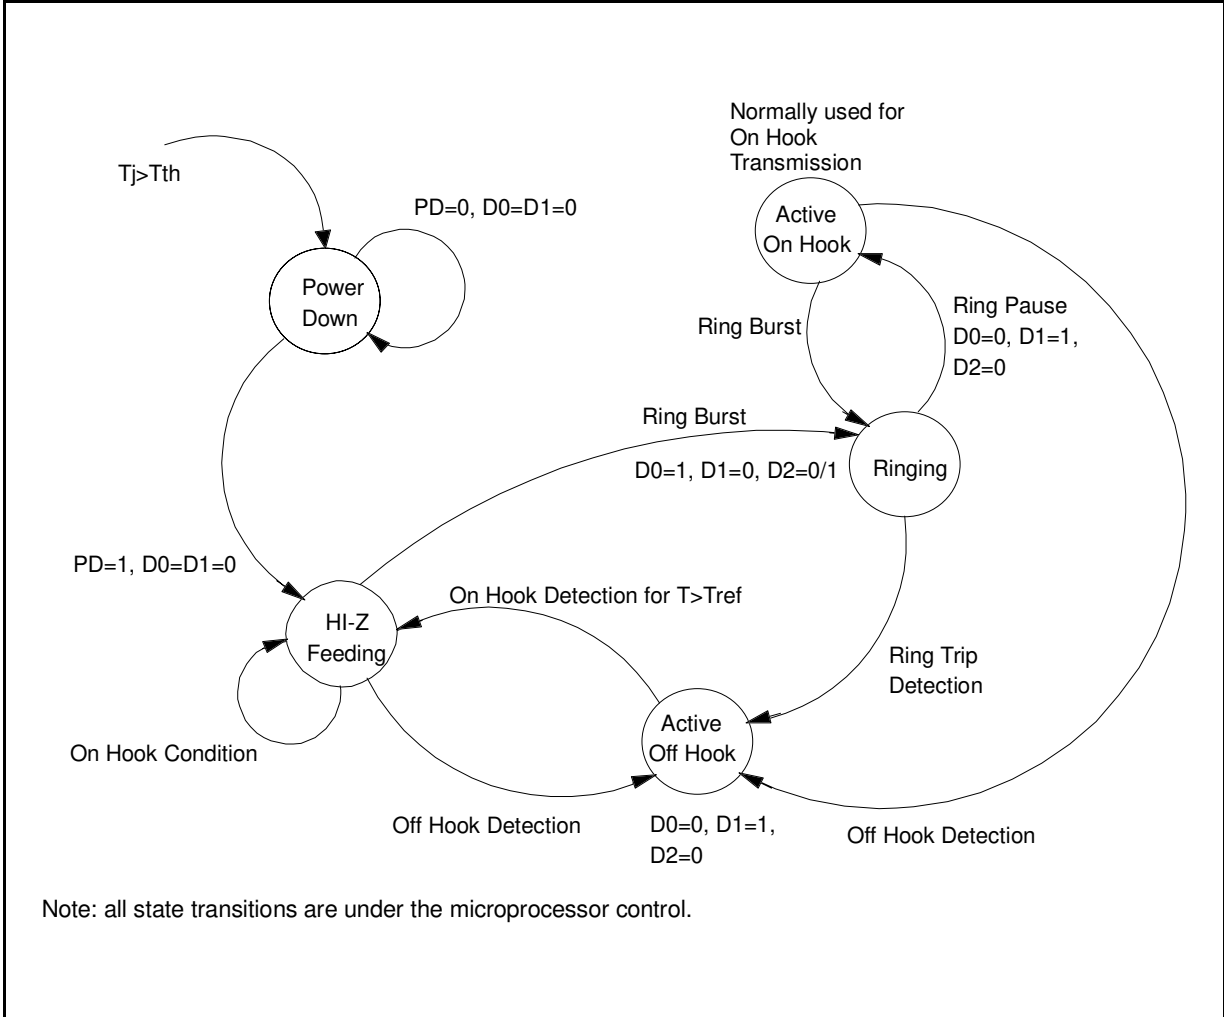 Normally used for
On Hook
Transmission
Tj>Tth
PD=0, D0=D1=0
Active
On Hook
Power
Down
Ring Burst
Ring Pause
D0=0, D1=1,
D2=0
Ring Burst
D0=1, D1=0, D2=0/1
Ringing
PD=1, D0=D1=0
On Hook Detection for T>Tref
HI-Z
Feeding
Ring Trip
Detection
Active
Off Hook
On Hook Condition
Off Hook Detection
D0=0, D1=1,
D2=0
Off Hook Detection
Note: all state transitions are under the microprocessor control.